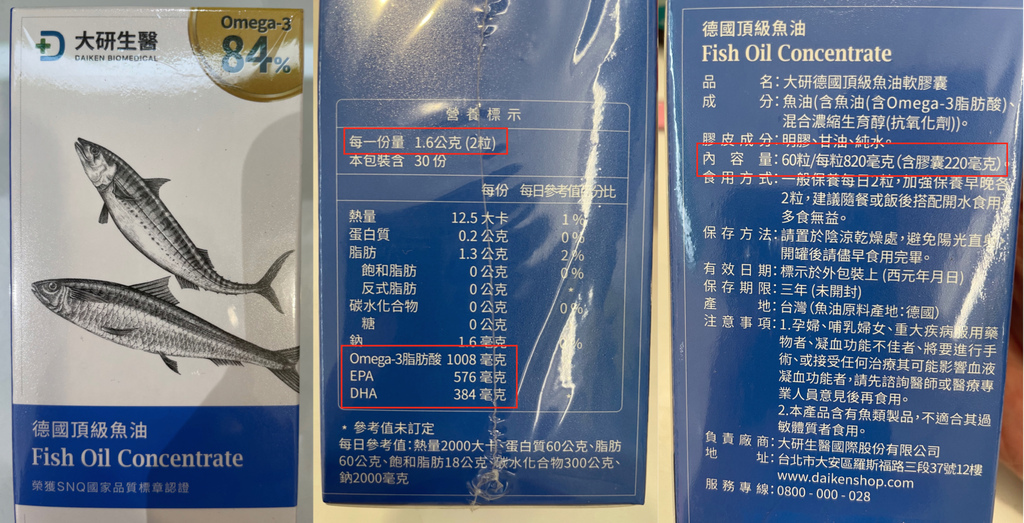 Omega-3
84%
大研生醫
DAIKEN BIOMEDICAL
德國頂級魚油
Fish Oil Concentrate
榮獲SNQ國家品質標章認證
營養標示
每一份量 1.6公克(2粒)
本包裝含 30份
每份 每日參考值百分比
熱量 12.5大卡 1%
蛋白質 0.2公克 0%
脂肪 1.3公克 2%
飽和脂肪 0公克 0%
反式脂肪 0公克 *
碳水化合物 0公克 0%
糖 0公克
鈉 1.6毫克 0%
Omega-3脂肪酸 1008毫克
EPA 576毫克 *
DHA 384毫克 *
* 參考值未訂定
每日參考值:熱量2000大卡、蛋白質60公克、脂肪
60公克、飽和脂肪18公克、碳水化合物300公克、
鈉2000毫克
德國頂級魚油
Fish Oil Concentrate
品名:大研德國頂級魚油軟膠囊
成分:魚油(含魚油(含Omega-3脂肪酸)、
混合濃縮生育醇(抗氧化劑))。
膠皮成分:明膠、甘油、純水。
內容量:60粒/每粒820毫克(含膠囊220毫克)。
食用方式:一般保養每日2粒,加強保養早晚各
2粒,建議隨餐或飯後搭配開水食用,
多食無益。
保存方法:請置於陰涼乾燥處,避免陽光直射,
開罐後請儘早食用完畢。
有效日期:標示於外包裝上(西元年月日)
保存期限:三年(未開封)
產地:台灣(魚油原料產地:德國)
注意事項:1.孕婦、哺乳婦女、重大疾病服用藥
物者、凝血功能不佳者、將要進行手
術、或接受任何治療其可能影響血液
凝血功能者,請先諮詢醫師或醫療專
業人員意見後再食用。
2.本產品含有魚類製品,不適合其過
敏體質者食用。
負責廠商:大研生醫國際股份有限公司
地址:台北市大安區羅斯福路三段37號12樓
www.daikenshop.com
服務專線:0800-000-028